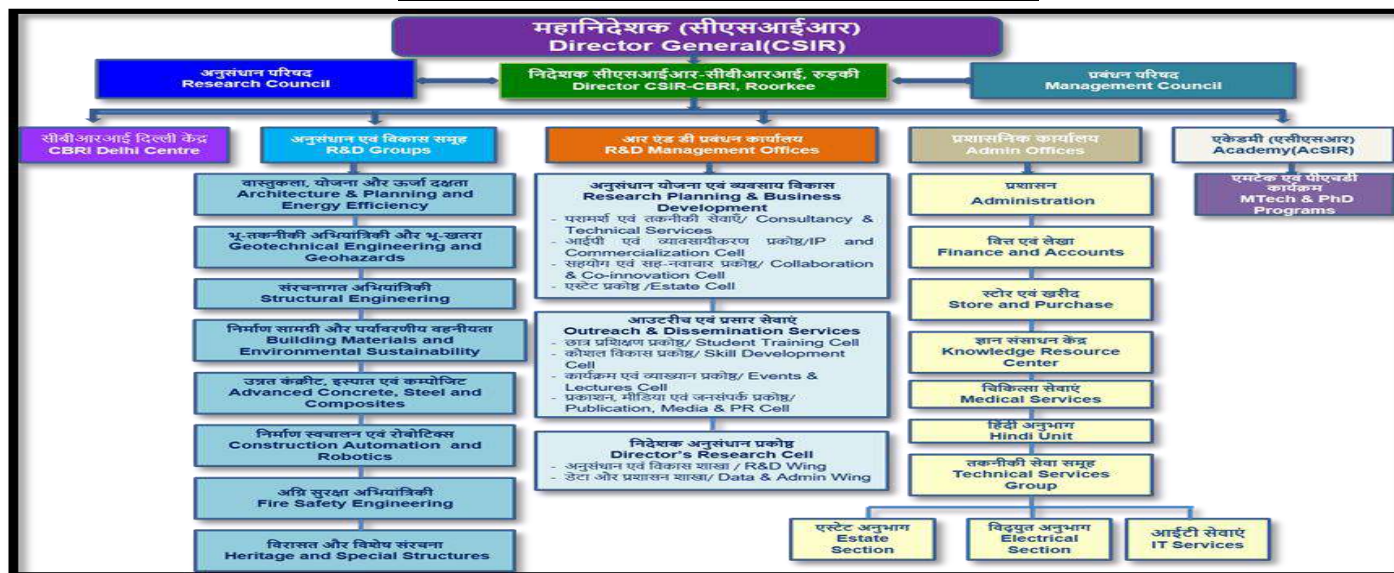 महानिदेशक (सीएसआईआर)
Director General(CSIR)
अनुसंधान परिषद
Research Council
निदेशक सीएसआईआर-सीबीआरआई, रुड़की
Director CSIR-CBRI, Roorkee
प्रबंधन परिषद
Management Council
सीबीआरआई दिल्ली केंद्र
CBRI Delhi Centre
अनुसंधान एवं विकास समूह
R&D Groups
वास्तुकला, योजना और ऊर्जा दक्षता
Architecture & Planning and
Energy Efficiency
भू-तकनीकी अभियांत्रिकी और भू-खतरा
Geotechnical Engineering and
Geohazards
संरचनागत अभियांत्रिकी
Structural Engineering
निर्माण सामग्री और पर्यावरणीय वहनीयता
Building Materials and
Environmental Sustainability
उन्नत कंक्रीट, इस्पात एवं कम्पोजिट
Advanced Concrete, Steel and
Composites
निर्माण स्वचालन एवं रोबोटिक्स
Construction Automation and
Robotics
अग्नि सुरक्षा अभियांत्रिकी
Fire Safety Engineering
विरासत और विशेष संरचना
Heritage and Special Structures
आर एंड डी प्रबंधन कार्यालय
R&D Management Offices
अनुसंधान योजना एवं व्यवसाय विकास
Research Planning & Business
Development
- परामर्श एवं तकनीकी सेवाएँ/ Consultancy &
Technical Services
- आईपी एवं व्यावसायीकरण प्रकोष्ठ/IP and
Commercialization Cell
- सहयोग एवं सह-नवाचार प्रकोष्ठ/ Collaboration
& Co-innovation Cell
- एस्टेट प्रकोष्ठ /Estate Cell
आउटरीच एवं प्रसार सेवाएं
Outreach & Dissemination Services
- छात्र प्रशिक्षण प्रकोष्ठ/ Student Training Cell
- कौशल विकास प्रकोष्ठ/ Skill Development
Cell
- कार्यक्रम एवं व्याख्यान प्रकोष्ठ/ Events &
Lectures Cell
- प्रकाशन, मीडिया एवं जनसंपर्क प्रकोष्ठ/
Publication, Media & PR Cell
निदेशक अनुसंधान प्रकोष्ठ
Director's Research Cell
- अनुसंधान एवं विकास शाखा / R&D Wing
- डेटा और प्रशासन शाखा/ Data & Admin Wing
प्रशासनिक कार्यालय
Admin Offices
प्रशासन
Administration
वित्त एवं लेखा
Finance and Accounts
स्टोर एवं खरीद
Store and Purchase
ज्ञान संसाधन केंद्र
Knowledge Resource
Center
चिकित्सा सेवाएं
Medical Services
हिंदी अनुभाग
Hindi Unit
तकनीकी सेवा समूह
Technical Services
Group
एस्टेट अनुभाग
Estate
Section
विद्युत अनुभाग
Electrical
Section
आईटी सेवाएं
IT Services
एकेडमी (एसीएसआर)
Academy(AcSIR)
एमटेक एवं पीएचडी
कार्यक्रम
MTech & PhD
Programs